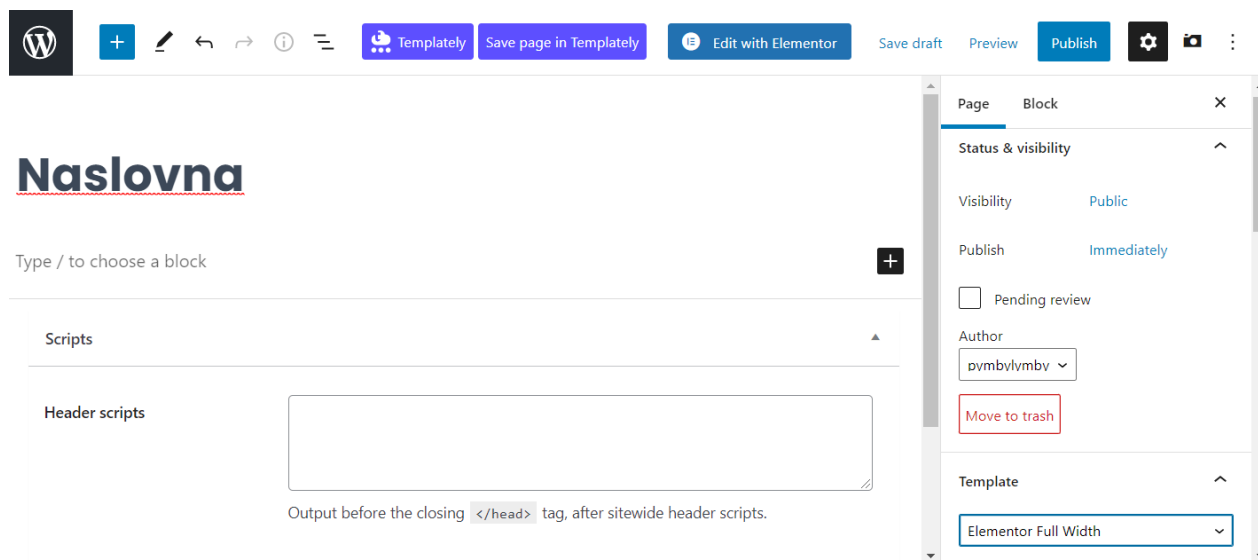 Templately
Save page in Templately
Edit with Elementor
Save draft
Preview
Publish
Page
Block
Naslovna
Type / to choose a block
Scripts
Header scripts
Output before the closing </head> tag, after sitewide header scripts.
Status & visibility
Visibility
Public
Publish
Immediately
Pending review
Author
pymbylymby
Move to trash
Template
Elementor Full Width